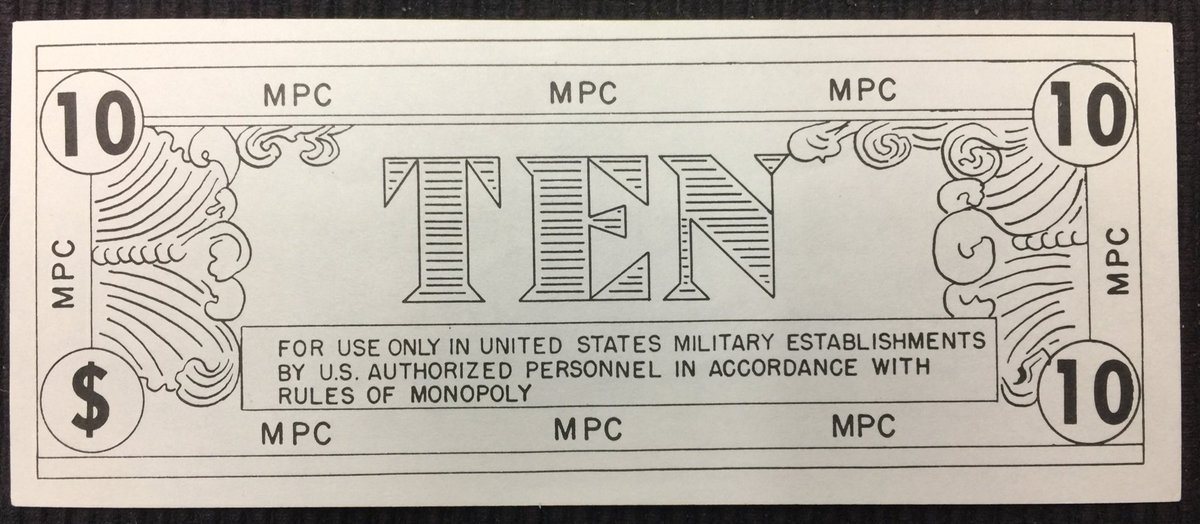 MPC MPC MPC
10 10
TEN
MPC MPC
FOR USE ONLY IN UNITED STATES MILITARY ESTABLISHMENTS
BY U.S. AUTHORIZED PERSONNEL IN ACCORDANCE WITH
RULES OF MONOPOLY
$ 10
MPC MPC MPC